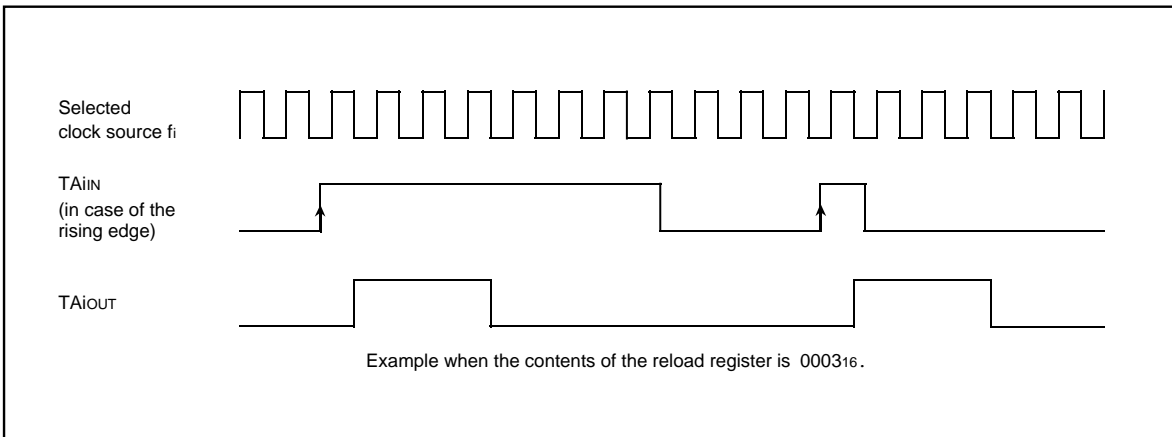 Selected
clock source fi
TAiIN
(in case of the
rising edge)
TAiOUT
Example when the contents of the reload register is 000316.